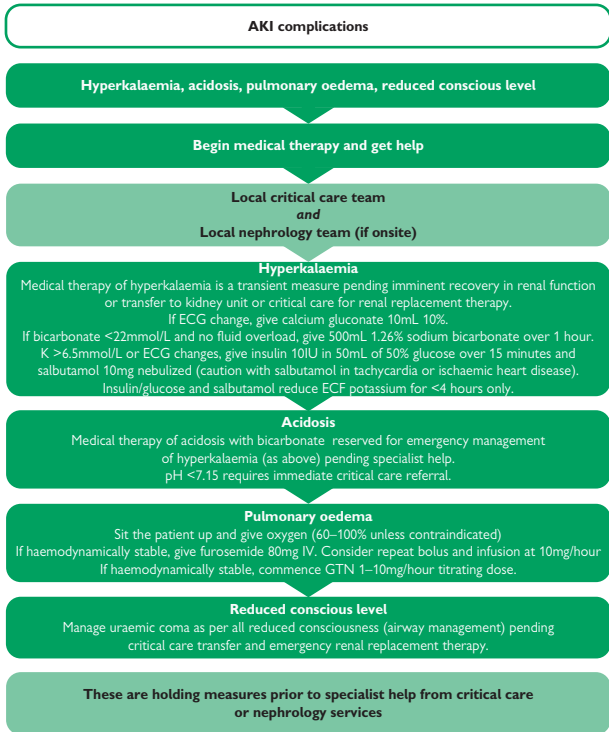 AKI complications
Hyperkalaemia, acidosis, pulmonary oedema, reduced conscious level
Begin medical therapy and get help
Local critical care team
and
Local nephrology team (if onsite)
Hyperkalaemia
Medical therapy of hyperkalaemia is a transient measure pending imminent recovery in renal function
or transfer to kidney unit or critical care for renal replacement therapy.
If ECG change, give calcium gluconate 10mL 10%.
If bicarbonate <22mmol/L and no fluid overload, give 500mL 1.26% sodium bicarbonate over 1 hour.
K >6.5mmol/L or ECG changes, give insulin 10IU in 50mL of 50% glucose over 15 minutes and
salbutamol 10mg nebulized (caution with salbutamol in tachycardia or ischaemic heart disease).
Insulin/glucose and salbutamol reduce ECF potassium for <4 hours only.
Acidosis
Medical therapy of acidosis with bicarbonate reserved for emergency management
of hyperkalaemia (as above) pending specialist help.
pH <7.15 requires immediate critical care referral.
Pulmonary oedema
Sit the patient up and give oxygen (60–100% unless contraindicated)
If haemodynamically stable, give furosemide 80mg IV. Consider repeat bolus and infusion at 10mg/hour
If haemodynamically stable, commence GTN 1–10mg/hour titrating dose.
Reduced conscious level
Manage uraemic coma as per all reduced consciousness (airway management) pending
critical care transfer and emergency renal replacement therapy.
These are holding measures prior to specialist help from critical care
or nephrology services